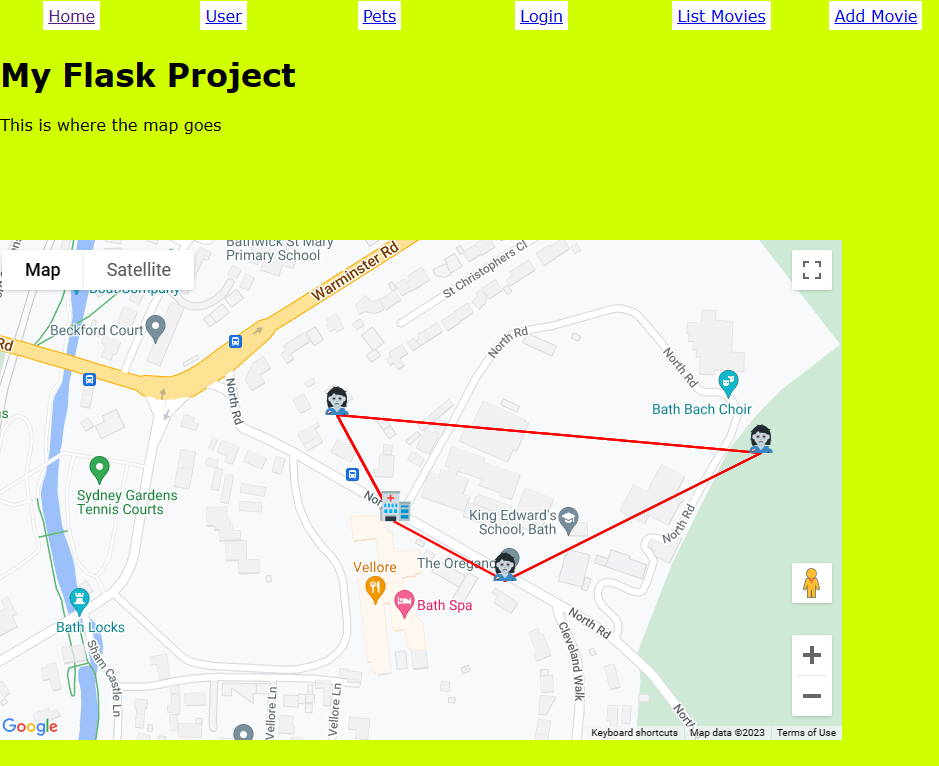 Home
User
Pets
Login
List Movies
Add Movie
My Flask Project
This is where the map goes
Bathwick St Mary
Primary School
Map
Satellite
Boat Company
Warminster Rd
St Christophers Cl
Beckford Court
Rd
North Rd
North Rd
North Rd
Bath Bach Choir
Sydney Gardens
Tennis Courts
King Edward's
School, Bath
North Rd
Vellore
The Oregano
Bath Spa
Bath Locks
North Rd
Cleveland Walk
Sham Castle Ln
Vellore Ln
Vellore Ln
Google
Keyboard shortcuts
Map data ©2023
Terms of Use